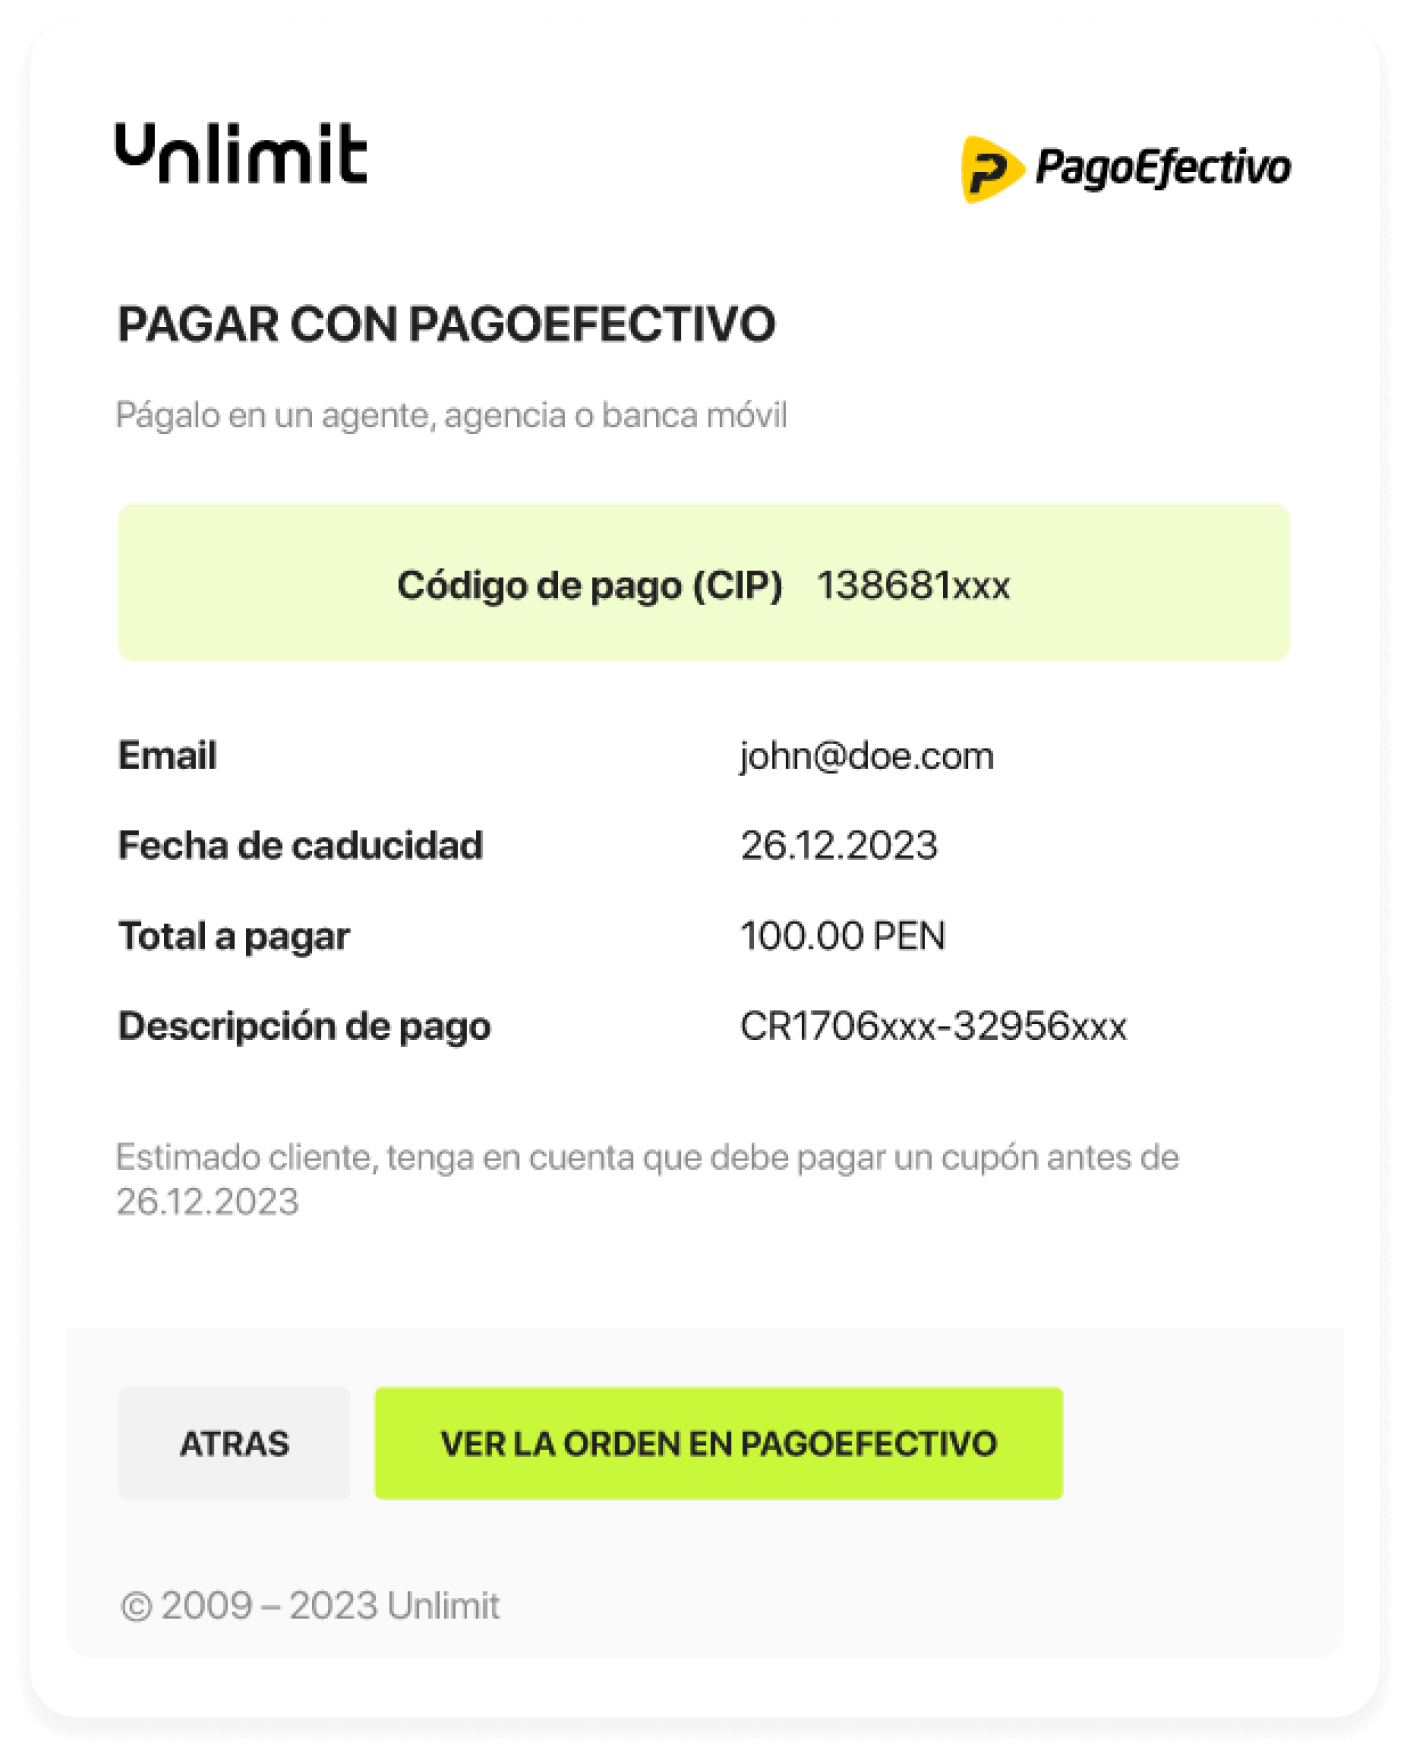 Unlimit
PagoEfectivo
PAGAR CON PAGOEFECTIVO
Págalo en un agente, agencia o banca móvil
Código de pago (CIP) 138681xxx
Email john@doe.com
Fecha de caducidad 26.12.2023
Total a pagar 100.00 PEN
Descripción de pago CR1706xxx-32956xxx
Estimado cliente, tenga en cuenta que debe pagar un cupón antes de
26.12.2023
ATRAS
VER LA ORDEN EN PAGOEFECTIVO
© 2009 – 2023 Unlimit